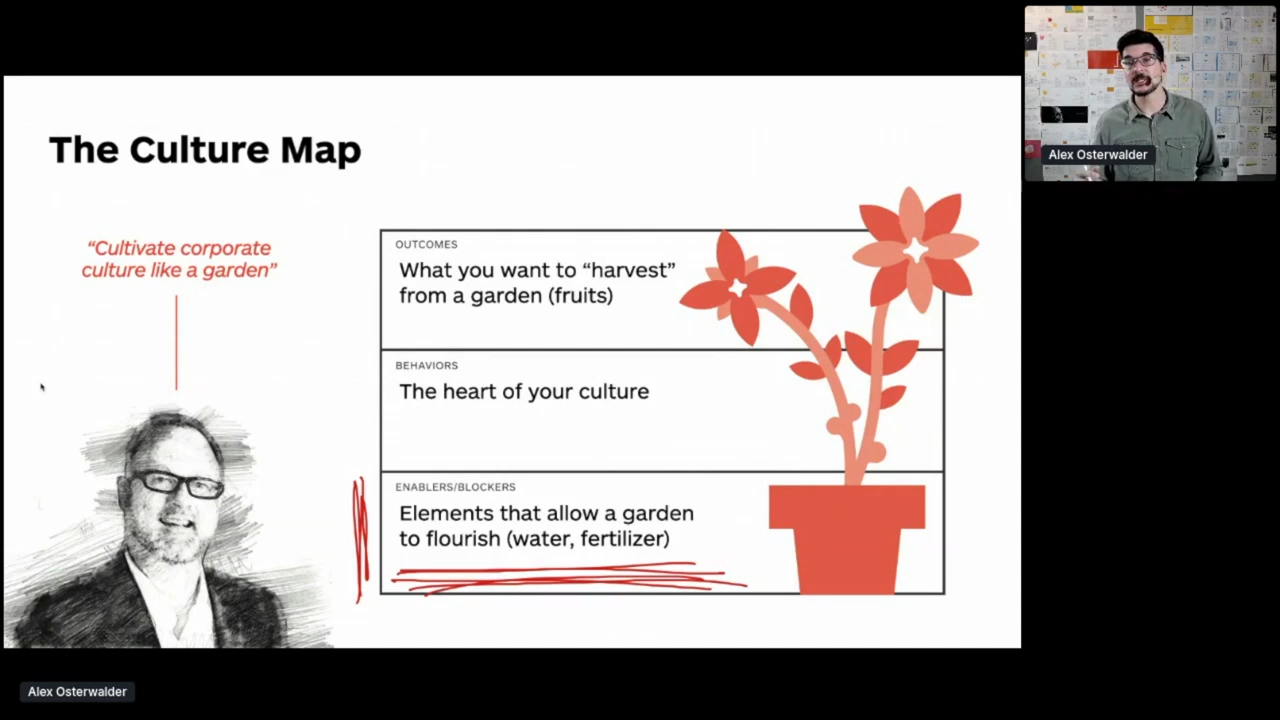 The Culture Map
“Cultivate corporate
culture like a garden”
OUTCOMES
What you want to “harvest”
from a garden (fruits)
BEHAVIORS
The heart of your culture
ENABLERS/BLOCKERS
Elements that allow a garden
to flourish (water, fertilizer)
Alex Osterwalder
Alex Osterwalder